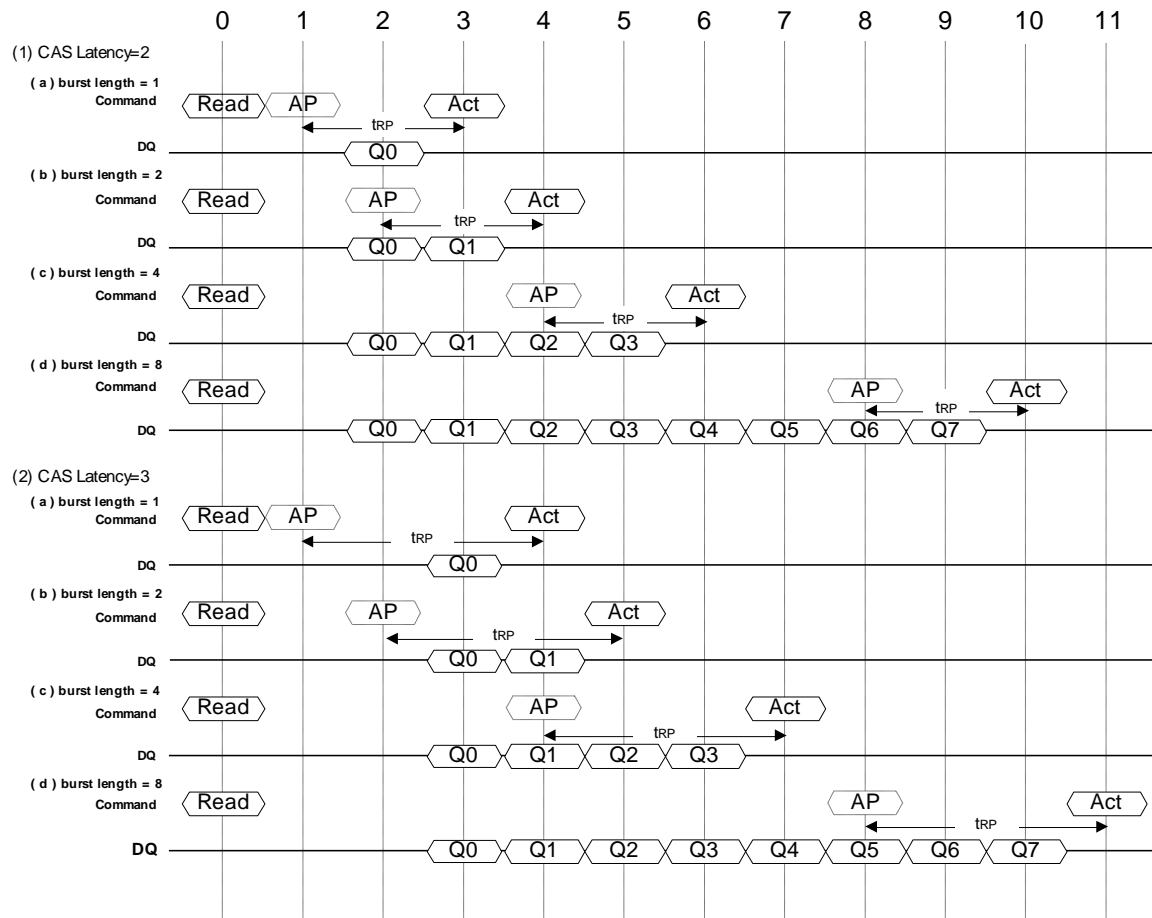 0 1 2 3 4 5 6 7 8 9 10 11
(1) CAS Latency=2
( a ) burst length = 1
Command Read AP Act
tRP
DQ Q0
( b ) burst length = 2
Command Read AP Act
tRP
DQ Q0 Q1
( c ) burst length = 4
Command Read AP Act
tRP
DQ Q0 Q1 Q2 Q3
( d ) burst length = 8
Command Read AP Act
tRP
DQ Q0 Q1 Q2 Q3 Q4 Q5 Q6 Q7
(2) CAS Latency=3
( a ) burst length = 1
Command Read AP Act
tRP
DQ Q0
( b ) burst length = 2
Command Read AP Act
tRP
DQ Q0 Q1
( c ) burst length = 4
Command Read AP Act
tRP
DQ Q0 Q1 Q2 Q3
( d ) burst length = 8
Command Read AP Act
tRP
DQ Q0 Q1 Q2 Q3 Q4 Q5 Q6 Q7